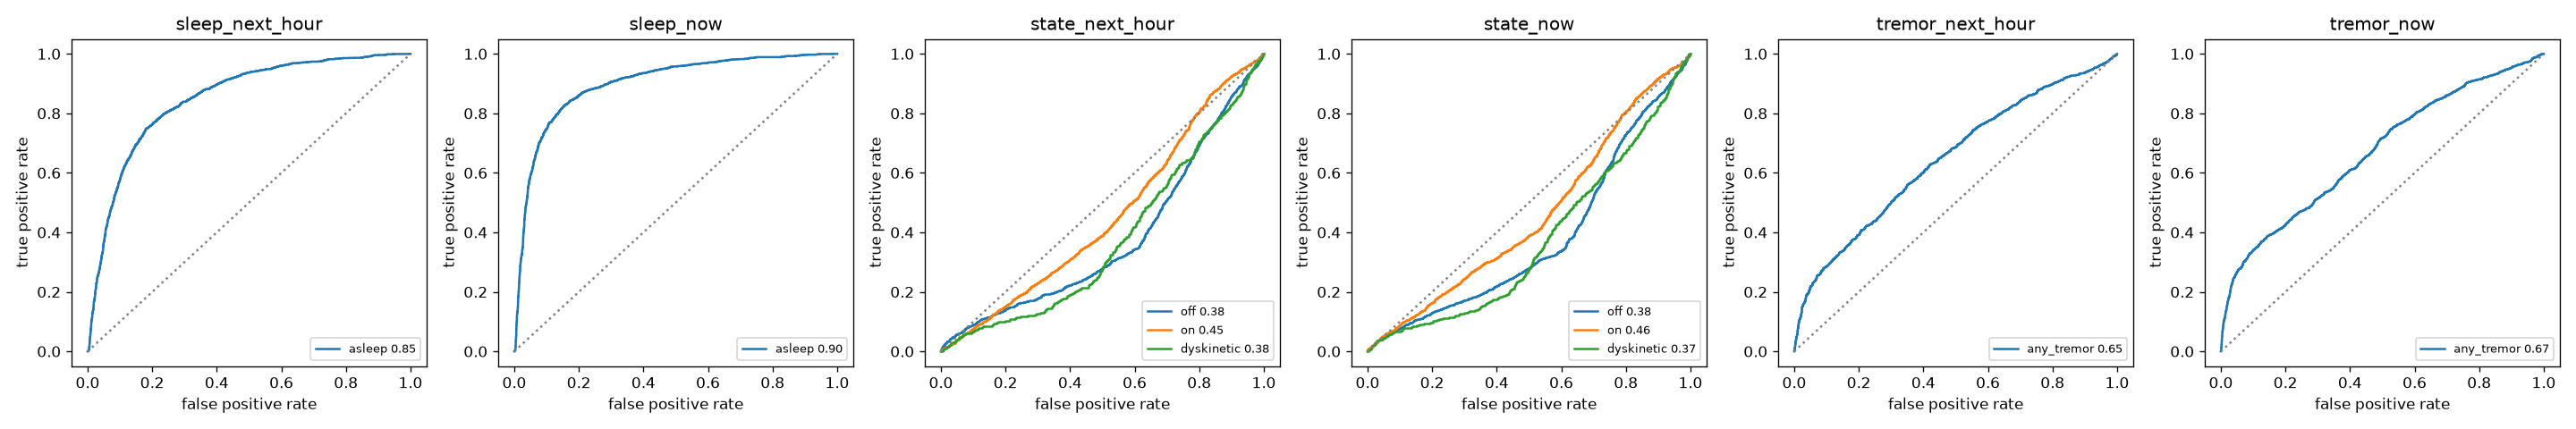 sleep_next_hour
1.0
0.8
0.6
0.4
0.2
0.0
true positive rate
0.0 0.2 0.4 0.6 0.8 1.0
false positive rate
asleep 0.85
sleep_now
1.0
0.8
0.6
0.4
0.2
0.0
true positive rate
0.0 0.2 0.4 0.6 0.8 1.0
false positive rate
asleep 0.90
state_next_hour
1.0
0.8
0.6
0.4
0.2
0.0
true positive rate
0.0 0.2 0.4 0.6 0.8 1.0
false positive rate
off 0.38
on 0.45
dyskinetic 0.38
state_now
1.0
0.8
0.6
0.4
0.2
0.0
true positive rate
0.0 0.2 0.4 0.6 0.8 1.0
false positive rate
off 0.38
on 0.46
dyskinetic 0.37
tremor_next_hour
1.0
0.8
0.6
0.4
0.2
0.0
true positive rate
0.0 0.2 0.4 0.6 0.8 1.0
false positive rate
any_tremor 0.65
tremor_now
1.0
0.8
0.6
0.4
0.2
0.0
true positive rate
0.0 0.2 0.4 0.6 0.8 1.0
false positive rate
any_tremor 0.67